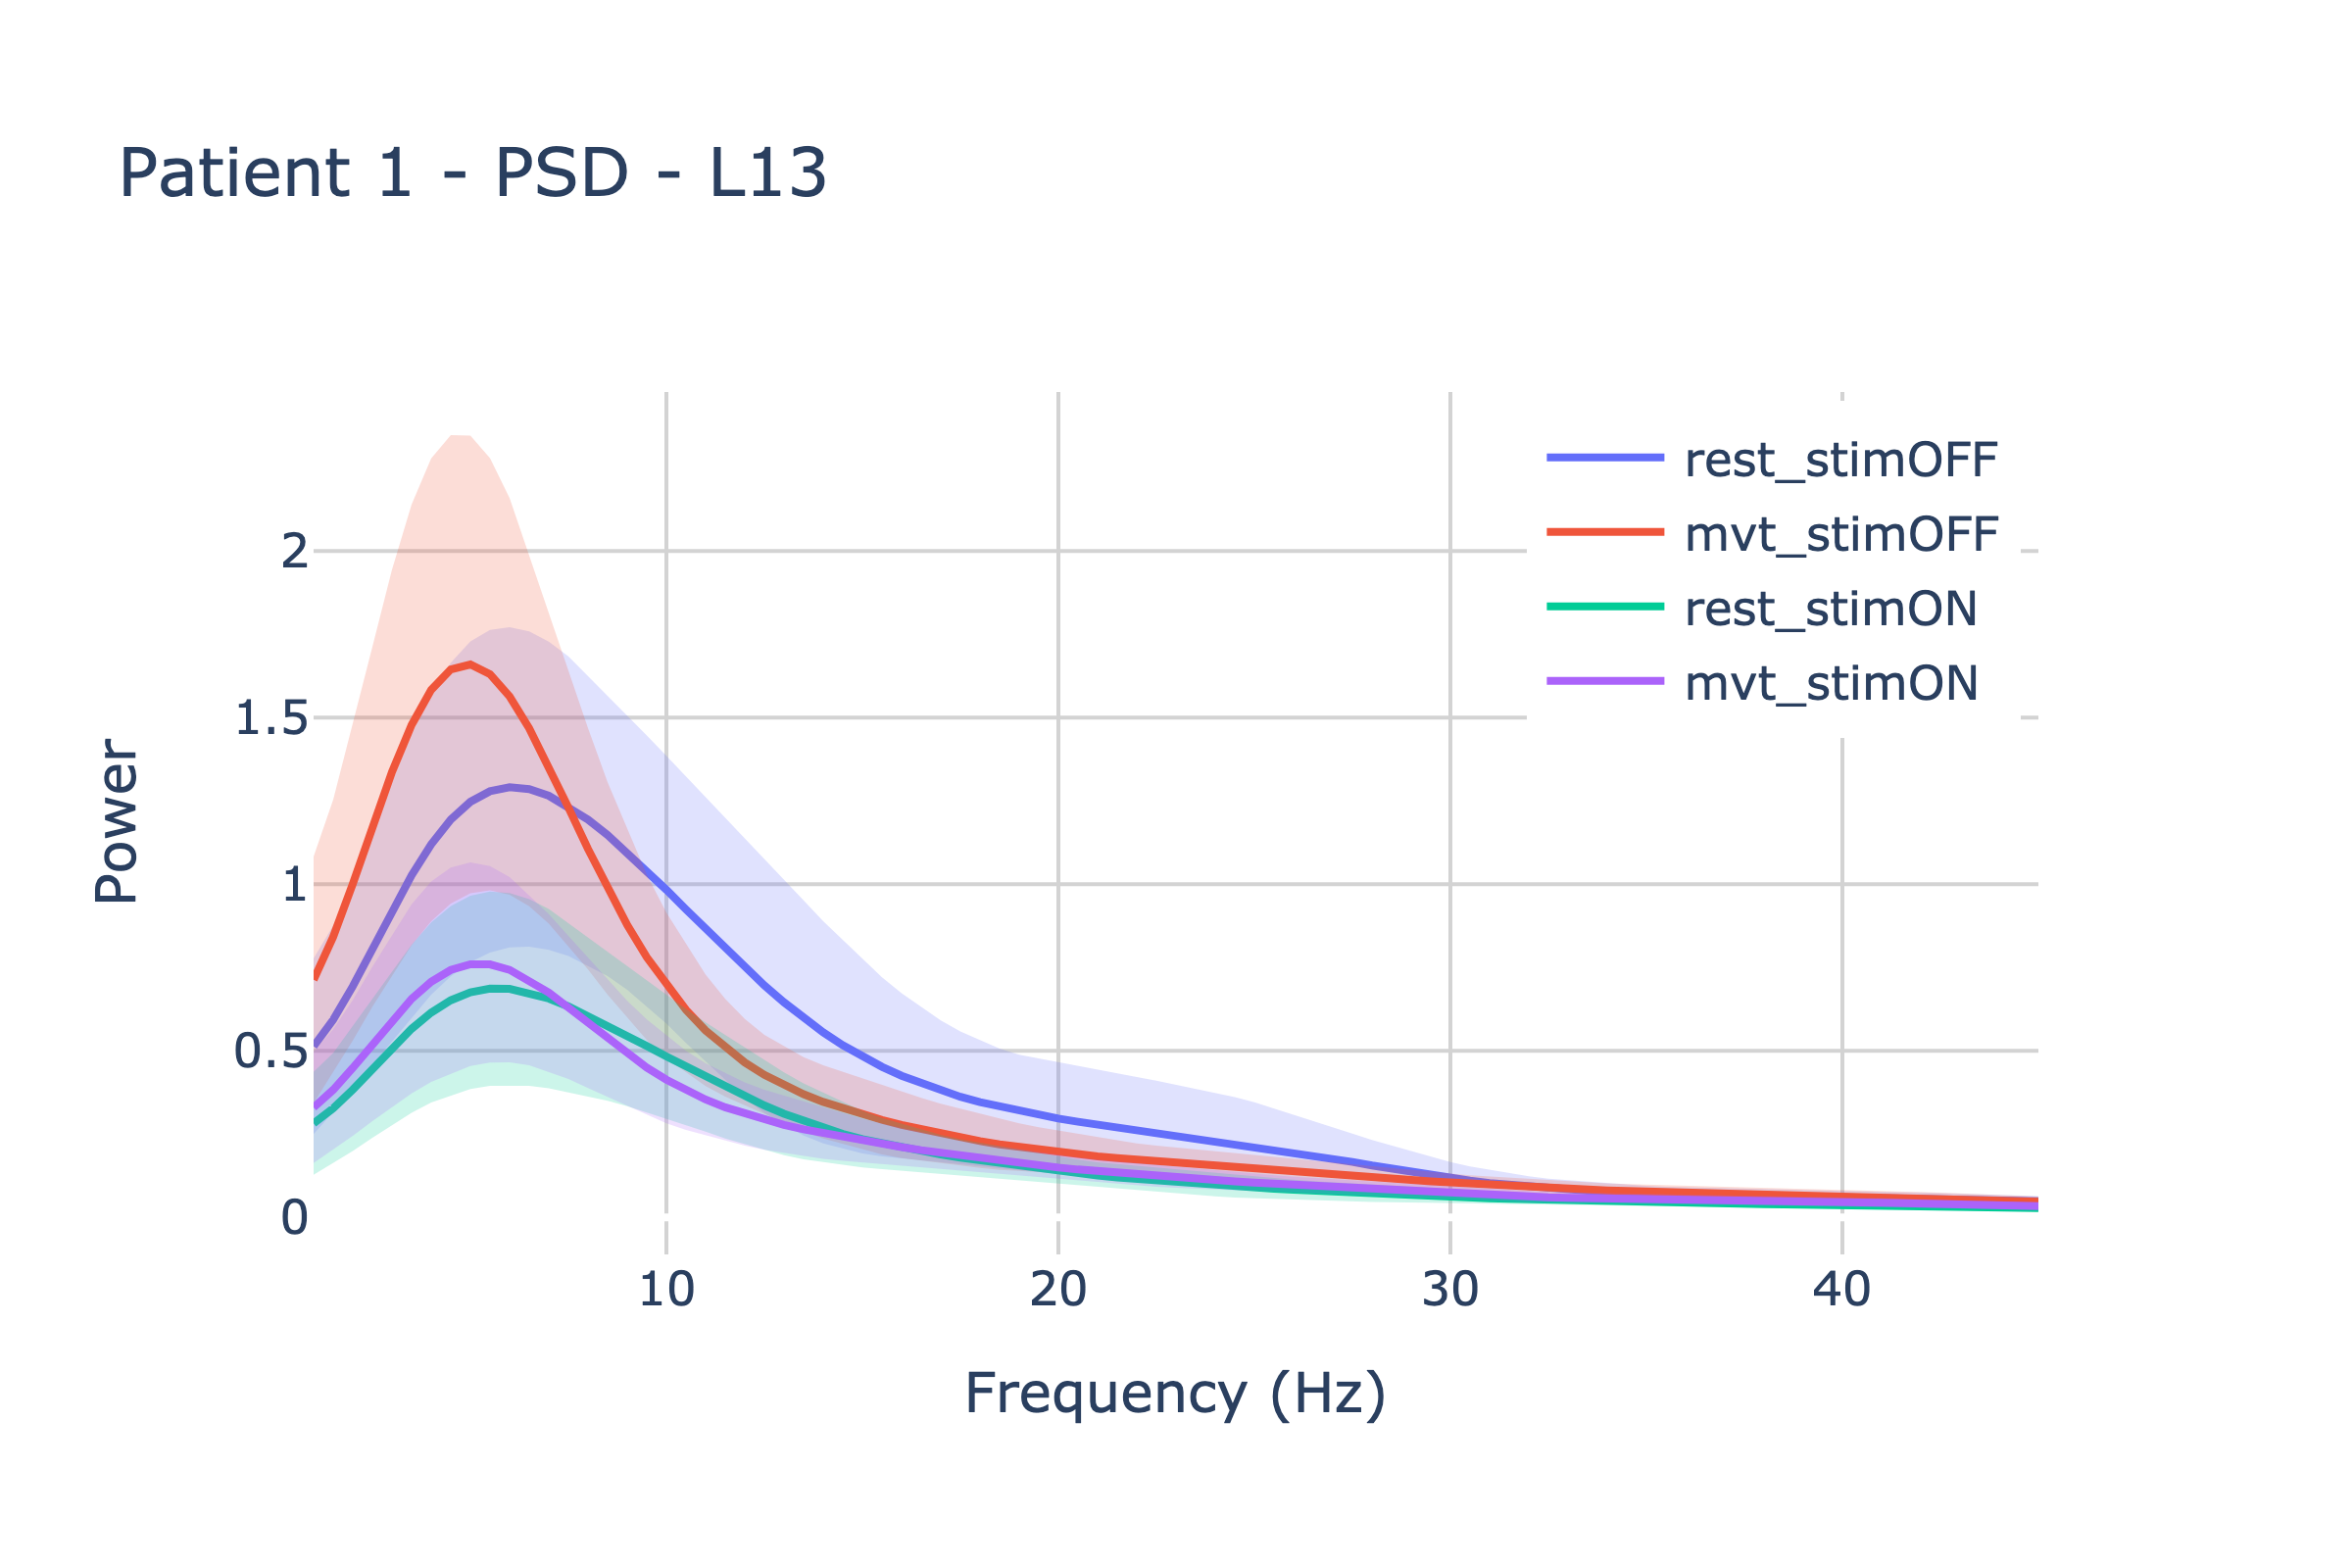 Patient 1 - PSD - L13
rest_stimOFF
mvt_stimOFF
rest_stimON
mvt_stimON
Power
2
1.5
1
0.5
0
10 20 30 40
Frequency (Hz)